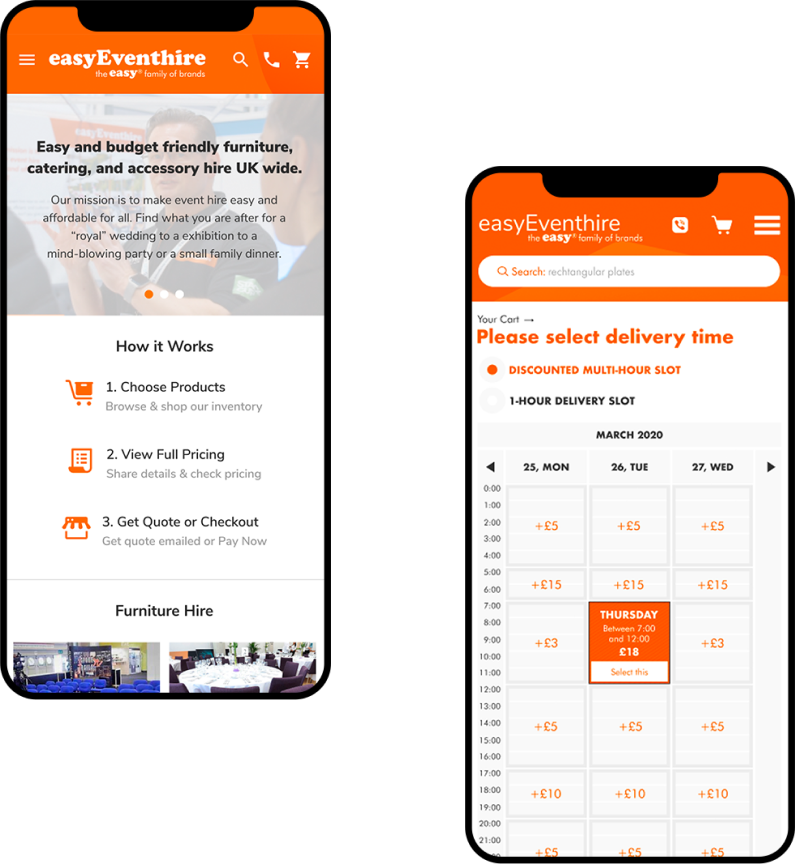 easyEventhire
the easy® family of brands
Easy and budget friendly furniture,
catering, and accessory hire UK wide.
Our mission is to make event hire easy and
affordable for all. Find what you are after for a
“royal” wedding to a exhibition to a
mind-blowing party or a small family dinner.
How it Works
1. Choose Products
Browse & shop our inventory
2. View Full Pricing
Share details & check pricing
3. Get Quote or Checkout
Get quote emailed or Pay Now
Furniture Hire
easyEventhire
the easy® family of brands
Search: rechtangular plates
Your Cart →
Please select delivery time
DISCOUNTED MULTI-HOUR SLOT
1-HOUR DELIVERY SLOT
MARCH 2020
25, MON 26, TUE 27, WED
0:00
1:00
2:00 +£5 +£5 +£5
3:00
4:00
5:00
6:00 +£15 +£15 +£15
7:00 THURSDAY
8:00 Between 7:00
9:00 +£3 and 12:00 +£3
10:00 £18
11:00 Select this
12:00
13:00
14:00 +£5 +£5 +£5
15:00
16:00
17:00
18:00 +£10 +£10 +£10
19:00
20:00
21:00 +£5 +£5 +£5